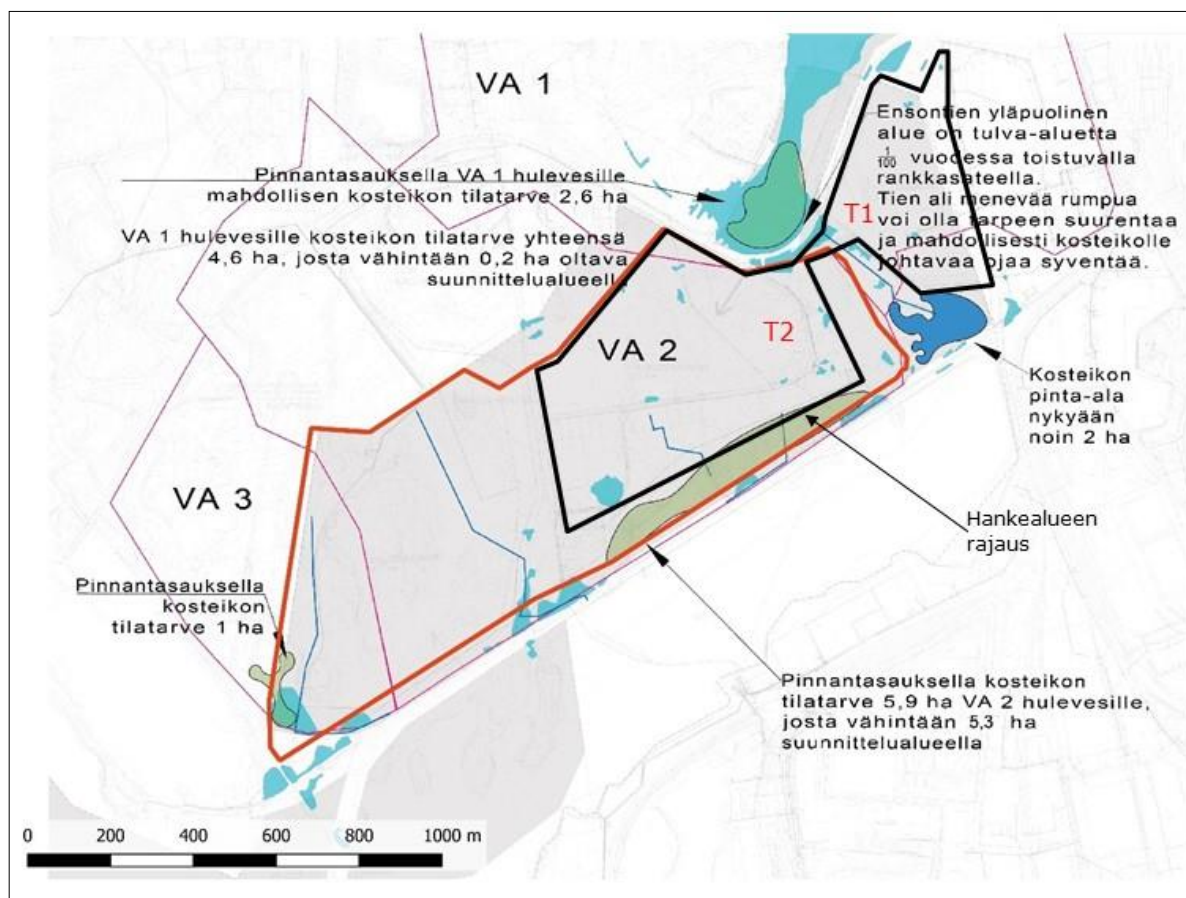 VA 1
Pinnantasauksella VA 1 hulevesille
mahdollisen kosteikon tilatarve 2,6 ha
VA 1 hulevesille kosteikon tilatarve yhteensä
4,6 ha, josta vähintään 0,2 ha oltava
suunnittelualueella
Ensontien yläpuolinen
alue on tulva-aluetta
1/100 vuodessa toistuvalla
rankkasateella.
Tien ali menevää rumpua
voi olla tarpeen suurentaa
ja mahdollisesti kosteikolle
johtavaa ojaa syventää.
T1
T2
VA 2
Kosteikon
pinta-ala
nykyään
noin 2 ha
VA 3
Hankealueen
rajaus
Pinnantasauksella
kosteikon
tilatarve 1 ha
Pinnantasauksella kosteikon
tilatarve 5,9 ha VA 2 hulevesille,
josta vähintään 5,3 ha
suunnittelualueella
0 200 400 600 800 1000 m